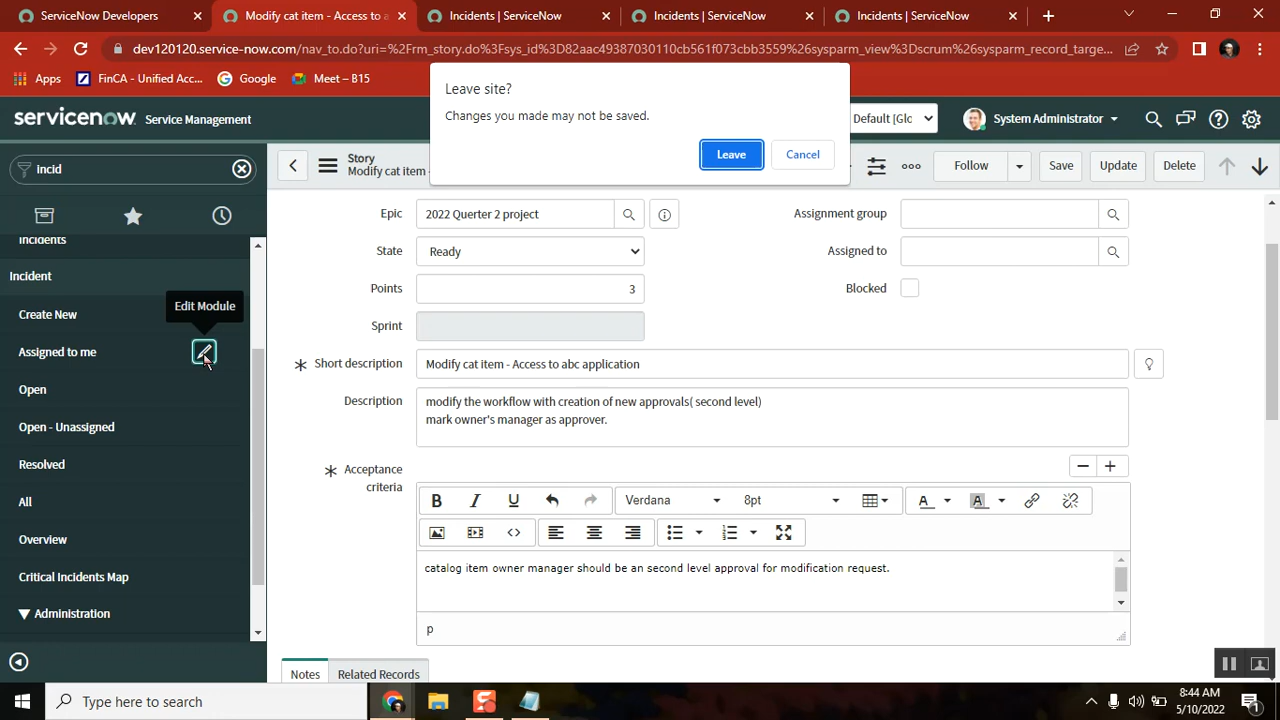 ServiceNow Developers
Modify cat item - Access to a
Incidents | ServiceNow
Incidents | ServiceNow
Incidents | ServiceNow
dev120120.service-now.com/nav_to.do?uri=%2Frm_story.do%3Fsys_id%3D82aac49387030110cb561f073cbb3559%26sysparm_view%3Dscrum%26sysparm_record_targe...
Apps
FinCA - Unified Acc...
Google
Meet – B15
Leave site?
Changes you made may not be saved.
Leave
Cancel
servicenow
Service Management
Default [Glo
System Administrator
incid
Story
Modify cat item -
Follow
Save
Update
Delete
Incidents
Incident
Create New
Edit Module
Assigned to me
Open
Open - Unassigned
Resolved
All
Overview
Critical Incidents Map
Administration
Epic
2022 Querter 2 project
Assignment group
State
Ready
Assigned to
Points
3
Blocked
Sprint
Short description
Modify cat item - Access to abc application
Description
modify the workflow with creation of new approvals( second level)
mark owner's manager as approver.
Acceptance
criteria
B
I
U
Verdana
8pt
A
A
catalog item owner manager should be an second level approval for modification request.
p
Notes
Related Records
Type here to search
8:44 AM
5/10/2022
1